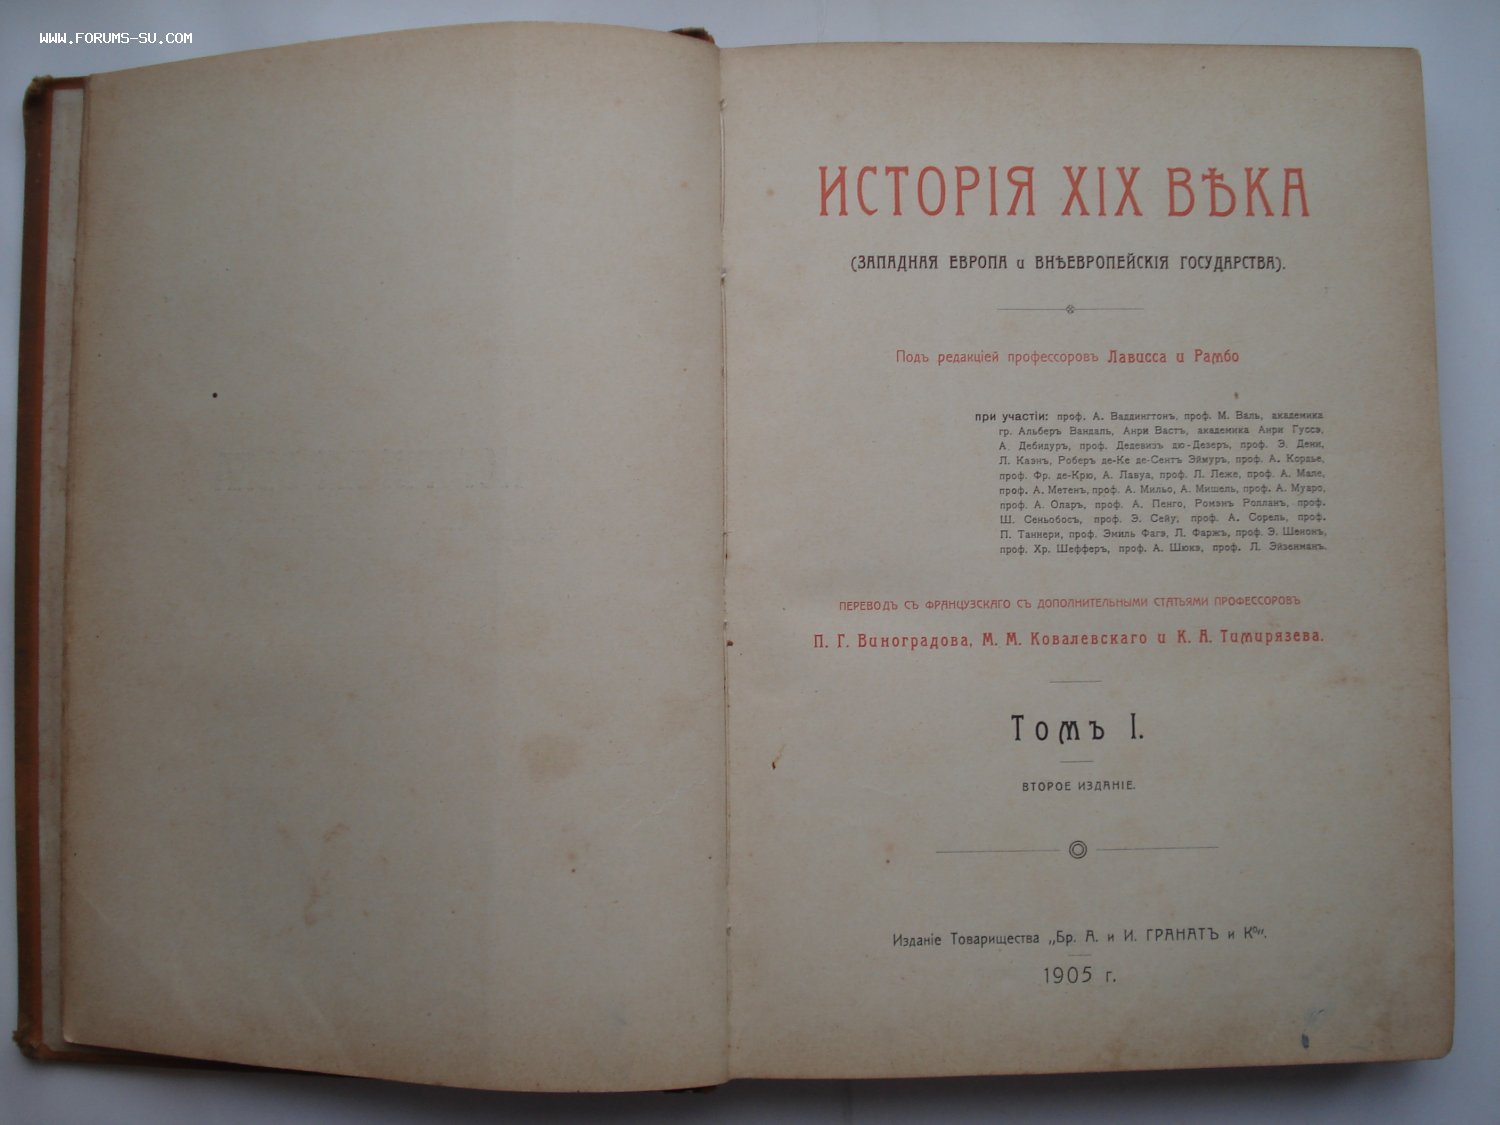 WWW.FORUMS-SU.COM
ИСТОРІЯ XIX ВѢКА
(ЗАПАДНАЯ ЕВРОПА и ВНѢЕВРОПЕЙСКІЯ ГОСУДАРСТВА).
Подъ редакціей профессоровъ Лависса и Рамбо
при участіи: проф. А. Ваддингтонъ, проф. М. Валь, академика
гр. Альберъ Вандаль, Анри Вастъ, академика Анри Гуссэ,
А. Дебидуръ, проф. Дедевизъ дю-Дезеръ, проф. Э. Дени,
Л. Каэнъ, Роберъ де-Ке де-Сентъ Эймуръ, проф. А. Кордье,
проф. Фр. де-Крю, А. Лавуа, проф. Л. Леже, проф. А. Мале,
проф. А. Метенъ, проф. А. Мильо, А. Мишель, проф. А. Муаро,
проф. А. Оларъ, проф. А. Пенго, Ромэнъ Ролланъ, проф.
Ш. Сеньобосъ, проф. Э. Сейу, проф. А. Сорель, проф.
П. Таннери, проф. Эмиль Фагэ, Л. Фаржъ, проф. Э. Шенонъ,
проф. Хр. Шефферъ, проф. А. Шюкэ, проф. Л. Эйзенманъ.
ПЕРЕВОДЪ СЪ ФРАНЦУЗСКАГО СЪ ДОПОЛНИТЕЛЬНЫМИ СТАТЬЯМИ ПРОФЕССОРОВЪ
П. Г. Виноградова, М. М. Ковалевскаго и К. А. Тимирязева.
Томъ I.
ВТОРОЕ ИЗДАНІЕ.
Изданіе Товарищества „Бр. А. и И. ГРАНАТЪ и Кº".
1905 г.